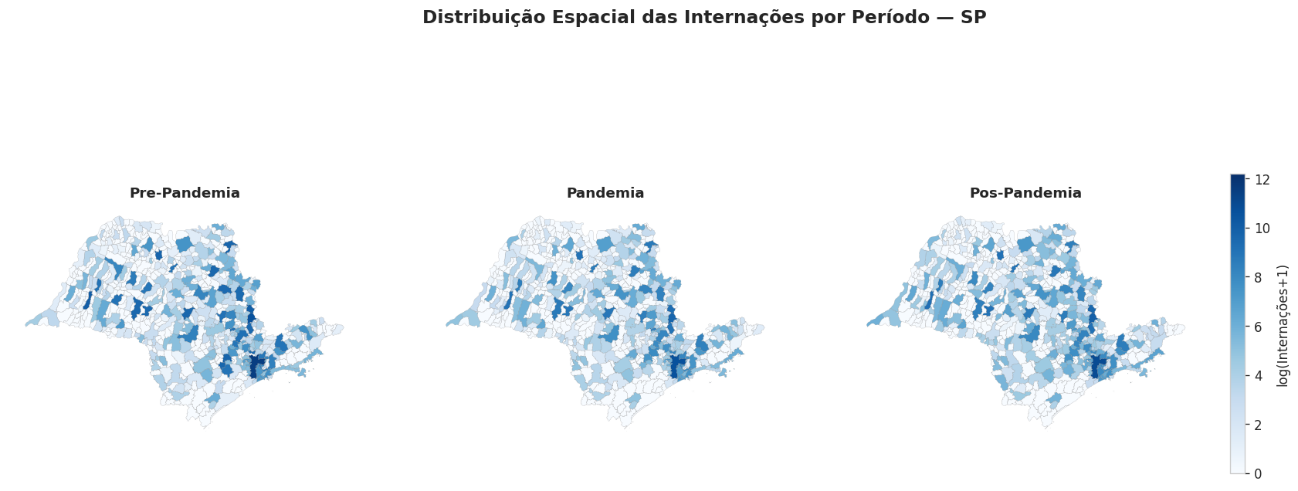 Distribuição Espacial das Internações por Período — SP
Pre-Pandemia
Pandemia
Pos-Pandemia
12
10
8
6
4
2
0
log(Internações+1)